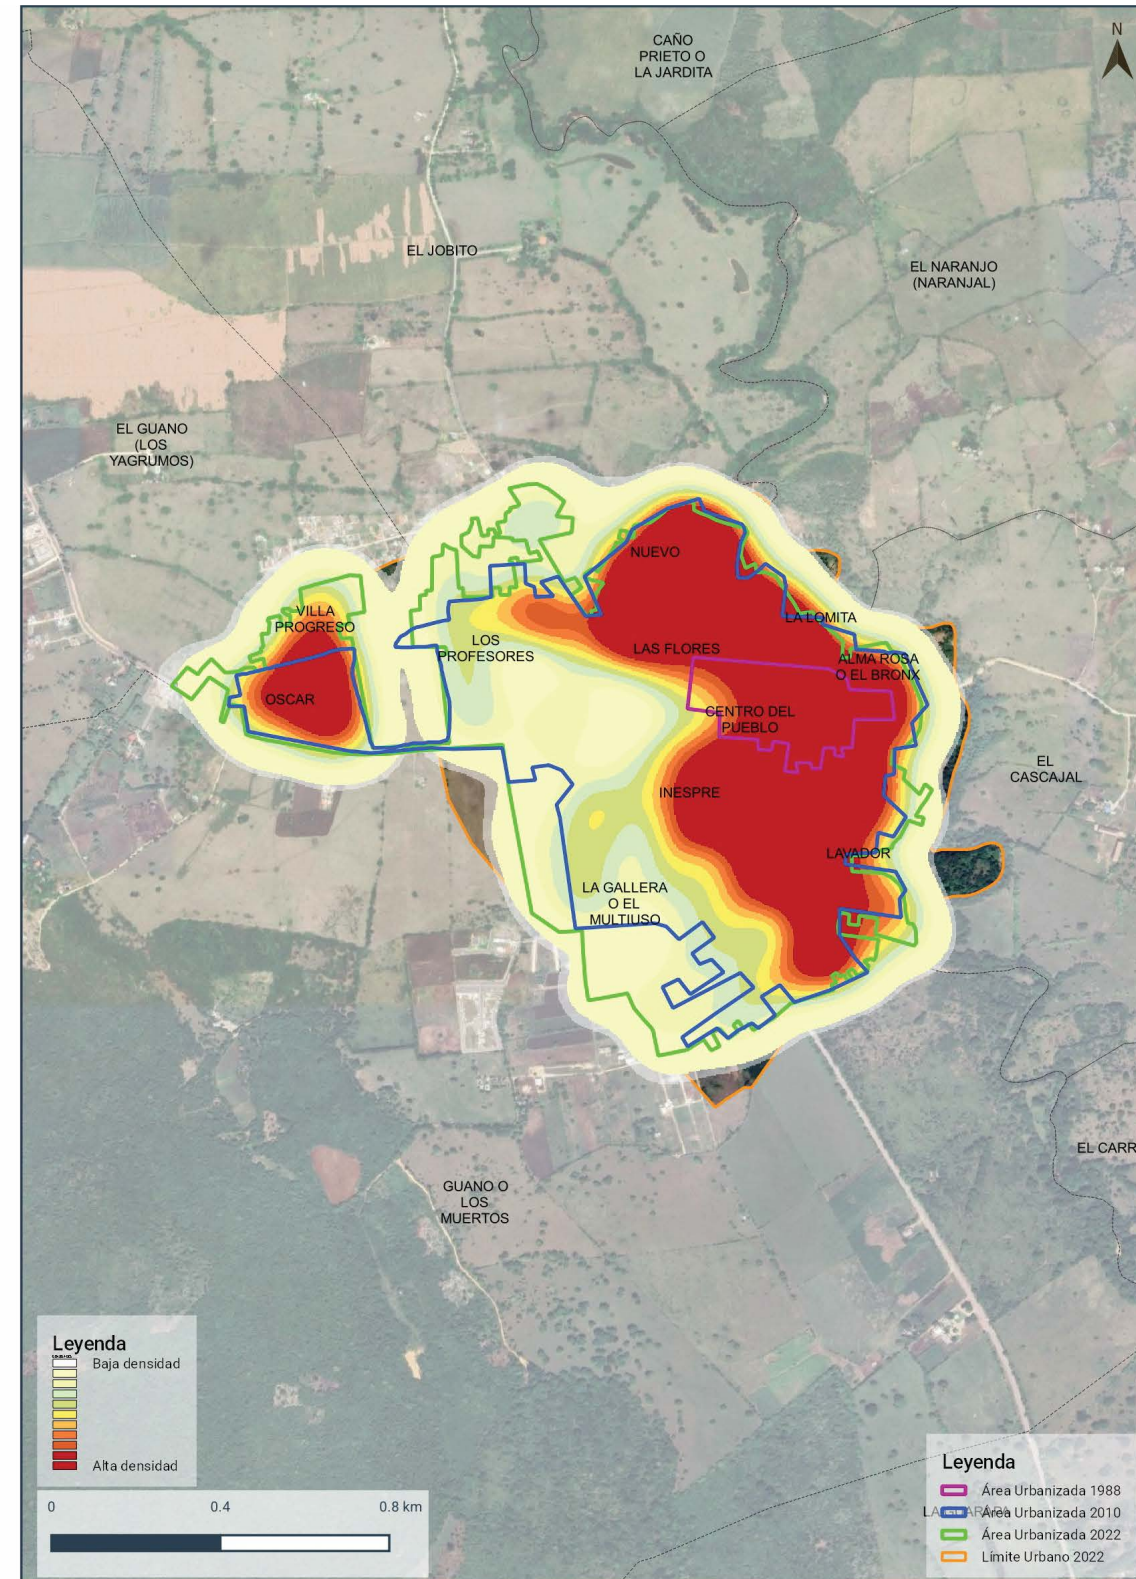 N
CAÑO
PRIETO O
LA JARDITA
EL JOBITO
EL NARANJO
(NARANJAL)
EL GUANO
(LOS
YAGRUMOS)
NUEVO
VILLA
PROGRESO
LA LOMITA
LOS
PROFESORES
LAS FLORES
ALMA ROSA
O EL BRONX
OSCAR
CENTRO DEL
PUEBLO
EL
CASCAJAL
INESPRE
LAVADOR
LA GALLERA
O EL
MULTIUSO
EL CARR
GUANO O
LOS
MUERTOS
Leyenda
Baja densidad
Alta densidad
0 0.4 0.8 km
Leyenda
Área Urbanizada 1988
Área Urbanizada 2010
Área Urbanizada 2022
Límite Urbano 2022